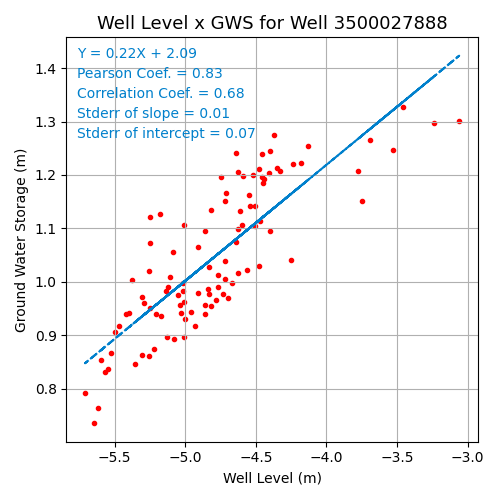 Well Level x GWS for Well 3500027888
Y = 0.22X + 2.09
Pearson Coef. = 0.83
Correlation Coef. = 0.68
Stderr of slope = 0.01
Stderr of intercept = 0.07
Ground Water Storage (m)
1.4
1.3
1.2
1.1
1.0
0.9
0.8
−5.5 −5.0 −4.5 −4.0 −3.5 −3.0
Well Level (m)